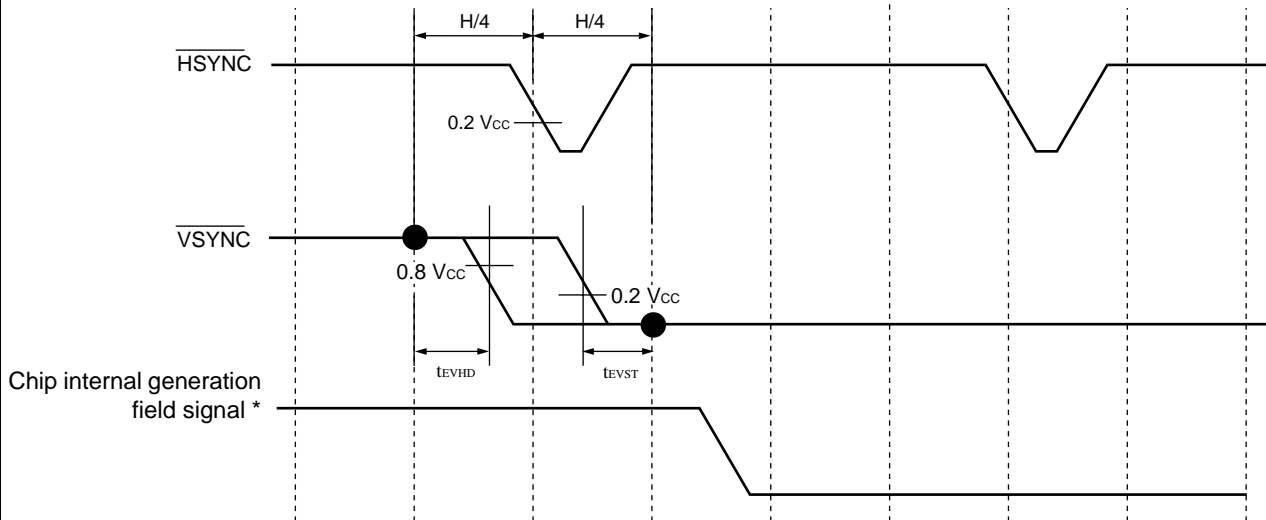 H/4 H/4
HSYNC
0.2 VCC
VSYNC
0.8 VCC
0.2 VCC
tEVHD tEVST
Chip internal generation
field signal *